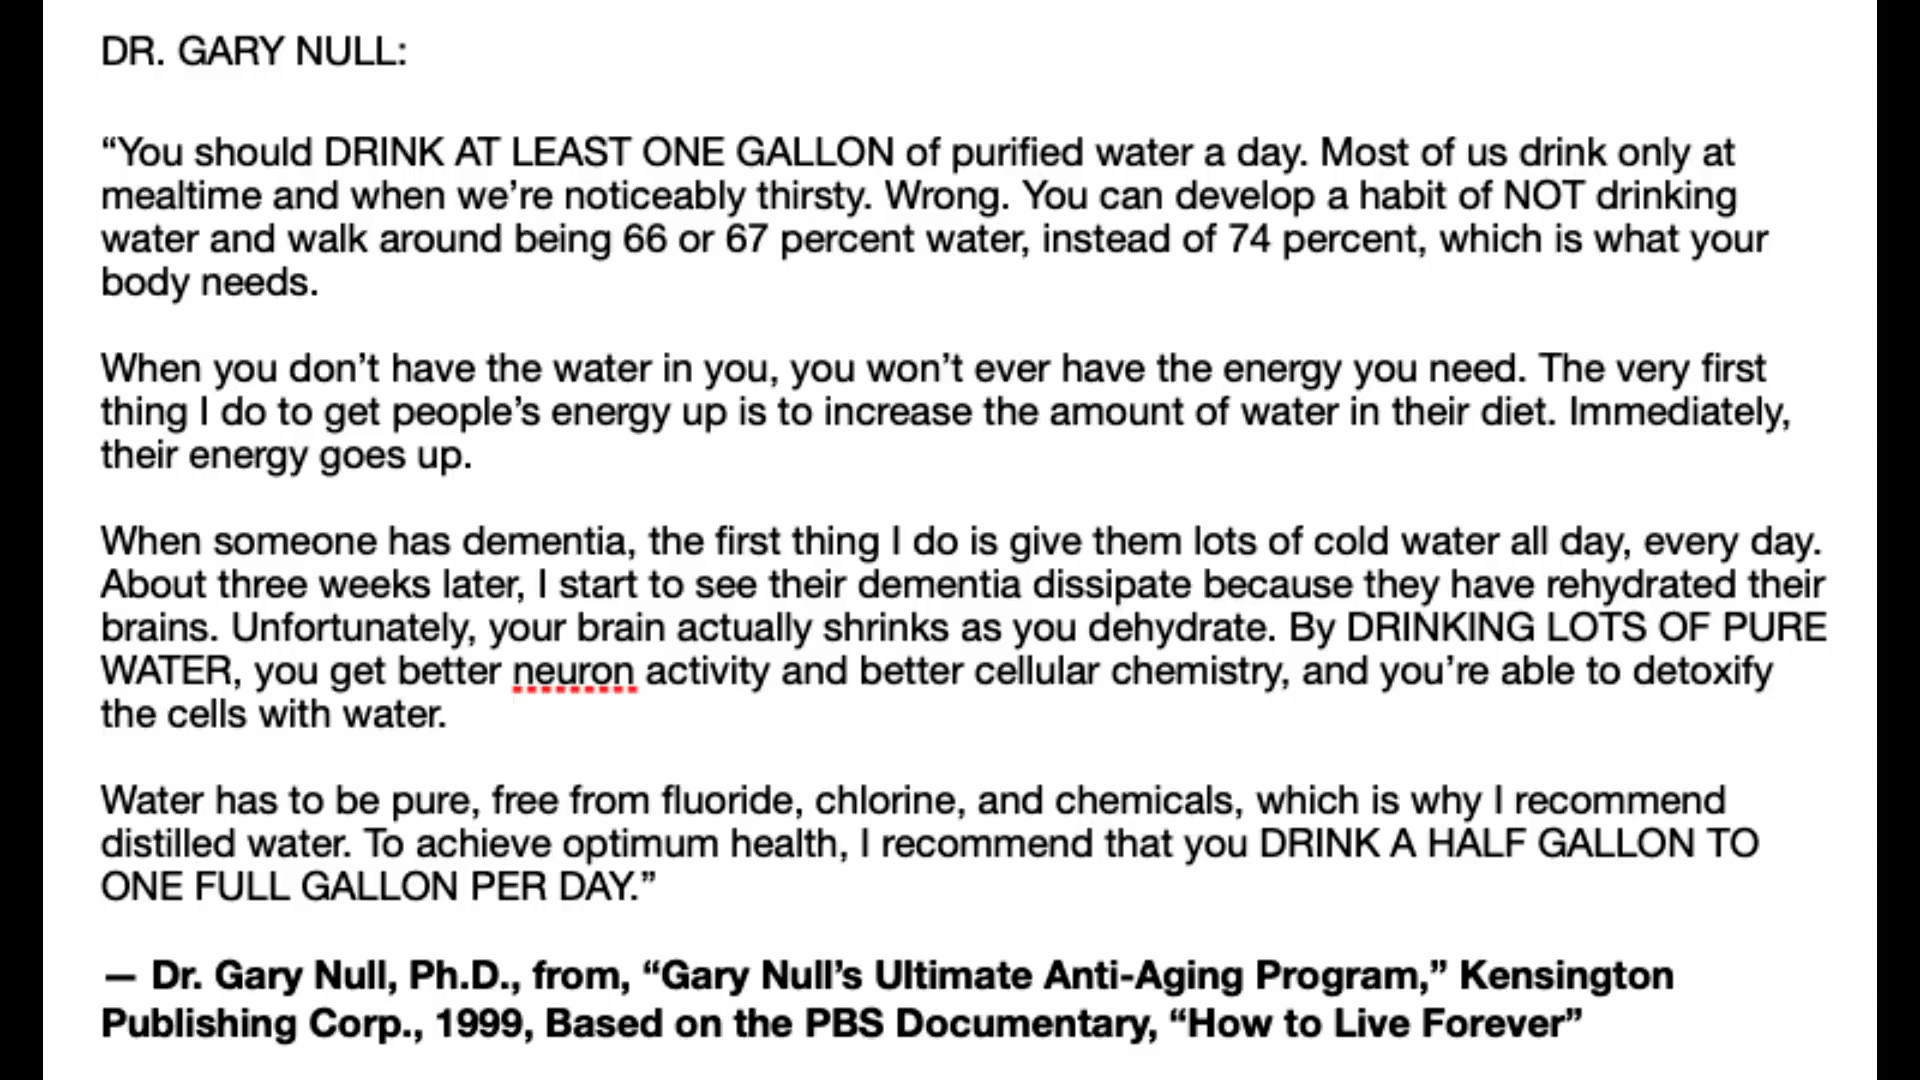 DR. GARY NULL:
“You should DRINK AT LEAST ONE GALLON of purified water a day. Most of us drink only at
mealtime and when we’re noticeably thirsty. Wrong. You can develop a habit of NOT drinking
water and walk around being 66 or 67 percent water, instead of 74 percent, which is what your
body needs.
When you don’t have the water in you, you won’t ever have the energy you need. The very first
thing I do to get people’s energy up is to increase the amount of water in their diet. Immediately,
their energy goes up.
When someone has dementia, the first thing I do is give them lots of cold water all day, every day.
About three weeks later, I start to see their dementia dissipate because they have rehydrated their
brains. Unfortunately, your brain actually shrinks as you dehydrate. By DRINKING LOTS OF PURE
WATER, you get better neuron activity and better cellular chemistry, and you’re able to detoxify
the cells with water.
Water has to be pure, free from fluoride, chlorine, and chemicals, which is why I recommend
distilled water. To achieve optimum health, I recommend that you DRINK A HALF GALLON TO
ONE FULL GALLON PER DAY.”
— Dr. Gary Null, Ph.D., from, “Gary Null’s Ultimate Anti-Aging Program,” Kensington
Publishing Corp., 1999, Based on the PBS Documentary, “How to Live Forever”